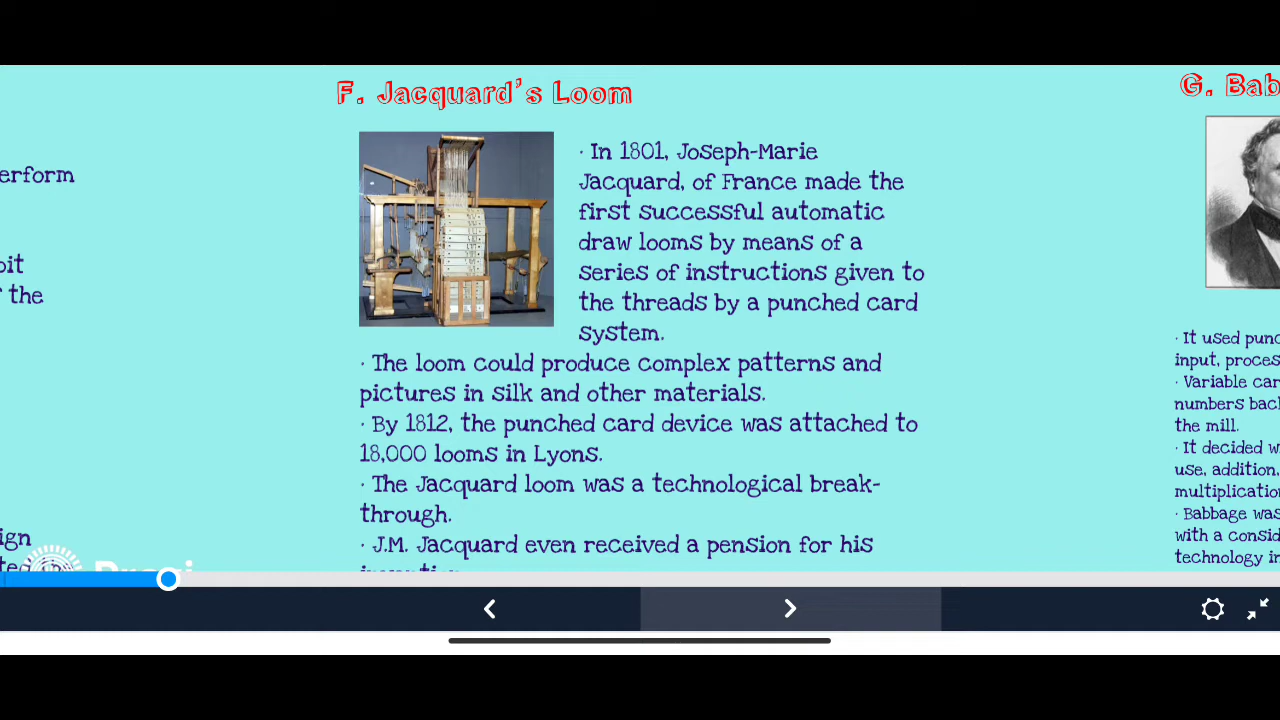 F. Jacquard's Loom
· In 1801, Joseph-Marie
Jacquard, of France made the
first successful automatic
draw looms by means of a
series of instructions given to
the threads by a punched card
system.
· The loom could produce complex patterns and
pictures in silk and other materials.
· By 1812, the punched card device was attached to
18,000 looms in Lyons.
· The Jacquard loom was a technological break-
through.
· J.M. Jacquard even received a pension for his
erform
the
ign
G. Bab
· It used punc
input, proces
· Variable car
numbers back
the mill.
· It decided w
use, addition,
multiplication
· Babbage was
with a consid
technology in